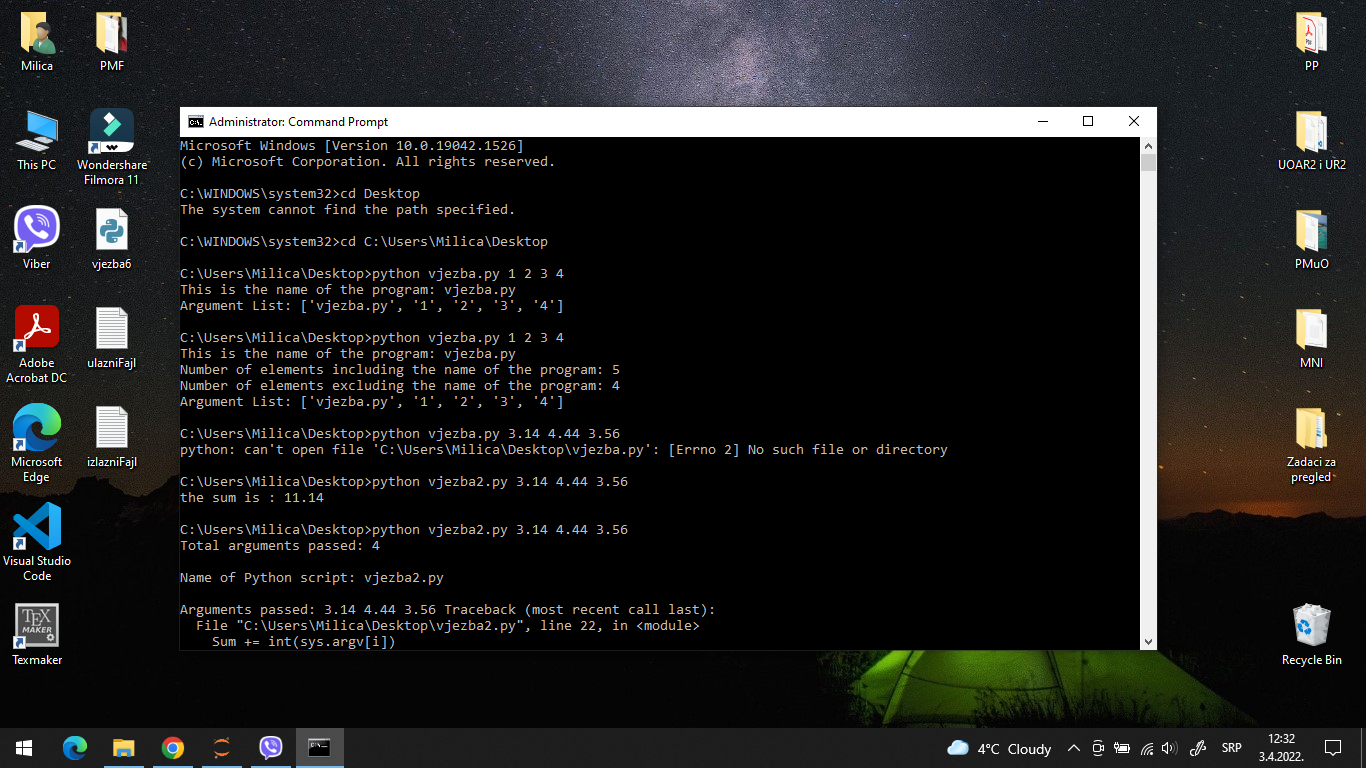 Milica
PMF
This PC
Wondershare
Filmora 11
Viber
vjezba6
Adobe
Acrobat DC
ulazniFajl
Microsoft
Edge
izlazniFajl
Visual Studio
Code
TEX
MAKER
Texmaker
Administrator: Command Prompt
Microsoft Windows [Version 10.0.19042.1526]
(c) Microsoft Corporation. All rights reserved.
C:\WINDOWS\system32>cd Desktop
The system cannot find the path specified.
C:\WINDOWS\system32>cd C:\Users\Milica\Desktop
C:\Users\Milica\Desktop>python vjezba.py 1 2 3 4
This is the name of the program: vjezba.py
Argument List: ['vjezba.py', '1', '2', '3', '4']
C:\Users\Milica\Desktop>python vjezba.py 1 2 3 4
This is the name of the program: vjezba.py
Number of elements including the name of the program: 5
Number of elements excluding the name of the program: 4
Argument List: ['vjezba.py', '1', '2', '3', '4']
C:\Users\Milica\Desktop>python vjezba.py 3.14 4.44 3.56
python: can't open file 'C:\Users\Milica\Desktop\vjezba.py': [Errno 2] No such file or directory
C:\Users\Milica\Desktop>python vjezba2.py 3.14 4.44 3.56
the sum is : 11.14
C:\Users\Milica\Desktop>python vjezba2.py 3.14 4.44 3.56
Total arguments passed: 4
Name of Python script: vjezba2.py
Arguments passed: 3.14 4.44 3.56 Traceback (most recent call last):
  File "C:\Users\Milica\Desktop\vjezba2.py", line 22, in <module>
    Sum += int(sys.argv[i])
PDF
PP
UOAR2 i UR2
PMuO
MNI
Zadaci za
pregled
Recycle Bin
4°C Cloudy
SRP
12:32
3.4.2022.